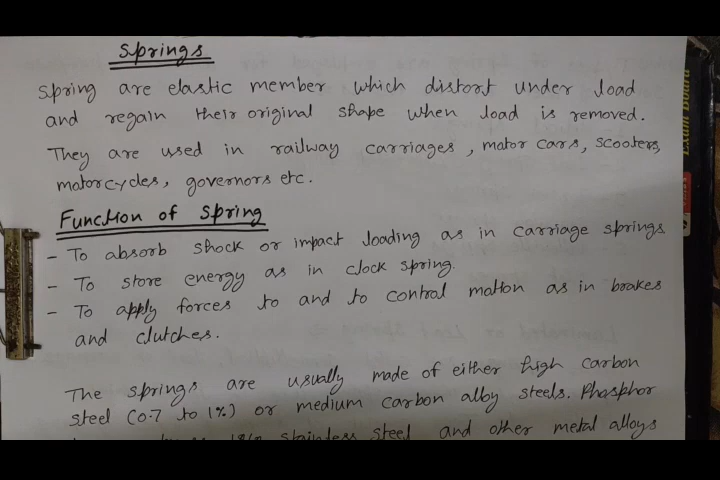 Springs
Spring are elastic member which distort under load
and regain their original shape when load is removed.
They are used in railway carriages, motor cars, scooters,
motorcycles, governors etc.
Function of Spring
- To absorb shock or impact loading as in carriage springs
- To store energy as in clock spring.
- To apply forces to and to control motion as in brakes
and clutches.
The springs are usually made of either high carbon
steel (0.7 to 1%) or medium carbon alloy steels. Phosphor
stainless steel and other metal alloys
Exam Board